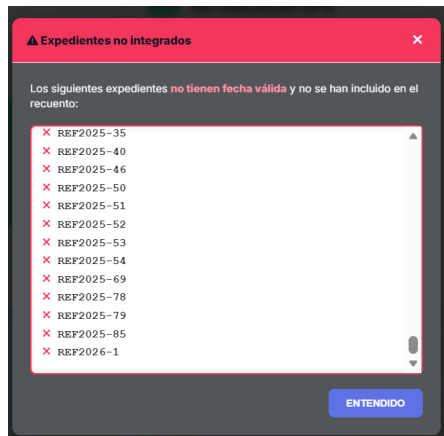 Expedientes no integrados
Los siguientes expedientes no tienen fecha válida y no se han incluido en el
recuento:
REF2025-35
REF2025-40
REF2025-46
REF2025-50
REF2025-51
REF2025-52
REF2025-53
REF2025-54
REF2025-69
REF2025-78
REF2025-79
REF2025-85
REF2026-1
ENTENDIDO